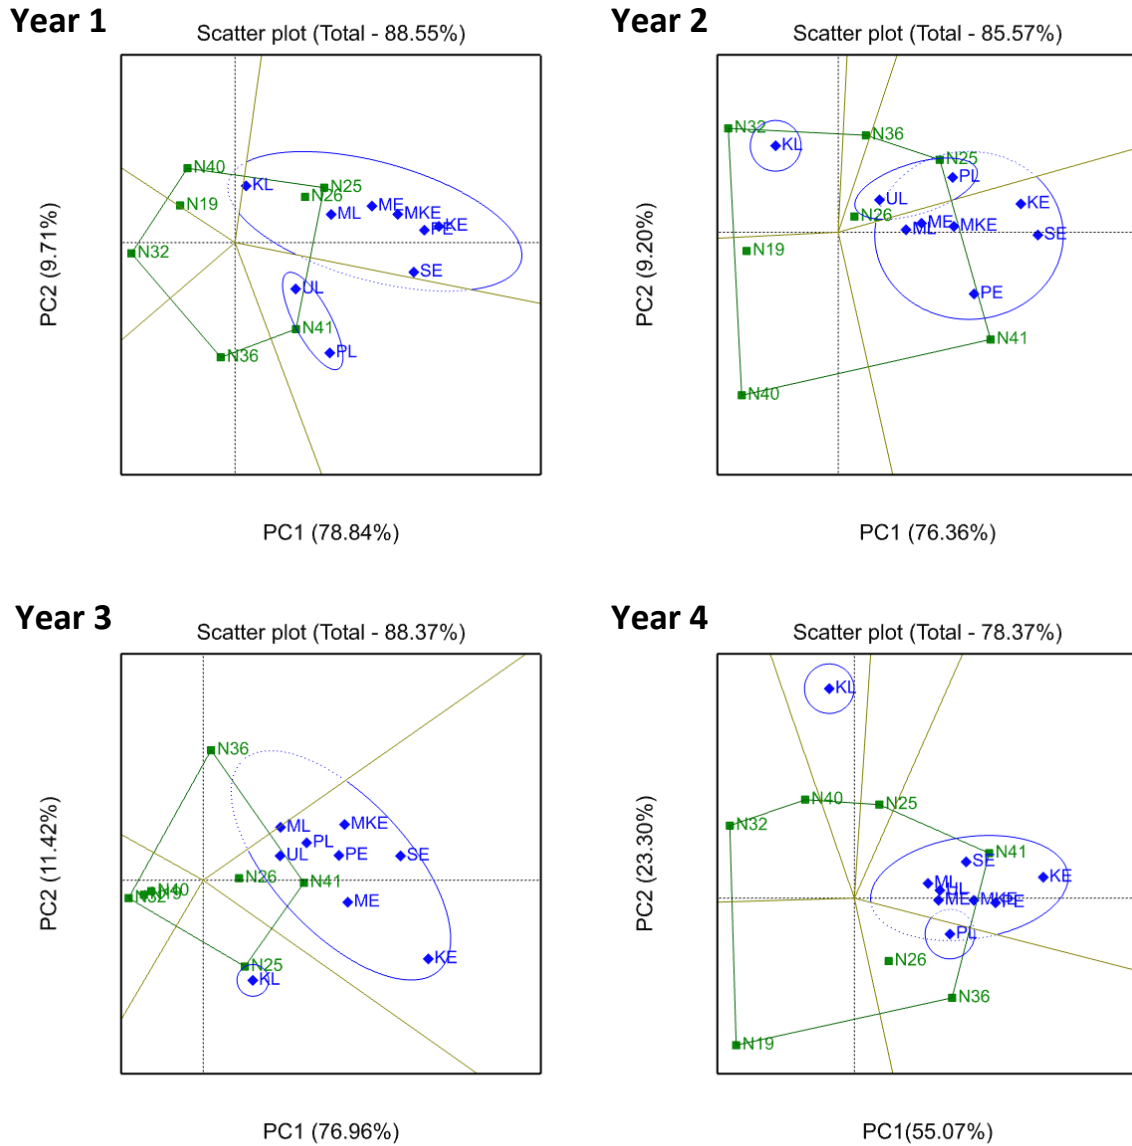 Year 1
Scatter plot (Total - 88.55%)
N40
KL
N25
N26
N19
ML
ME
MKE
KE
PE
N32
SE
UL
N41
N36
PL
PC2 (9.71%)
PC1 (78.84%)
Year 2
Scatter plot (Total - 85.57%)
N32
N36
KL
N25
PL
UL
KE
N26
ME
ML
MKE
SE
N19
PE
N41
N40
PC2 (9.20%)
PC1 (76.36%)
Year 3
Scatter plot (Total - 88.37%)
N36
ML
MKE
PL
UL
PE
SE
N26
N41
N40
N19
N32
ME
KE
N25
KL
PC2 (11.42%)
PC1 (76.96%)
Year 4
Scatter plot (Total - 78.37%)
KL
N40
N25
N32
N41
SE
KE
ML
UL
ME
MKE
PE
PL
N26
N36
N19
PC2 (23.30%)
PC1(55.07%)